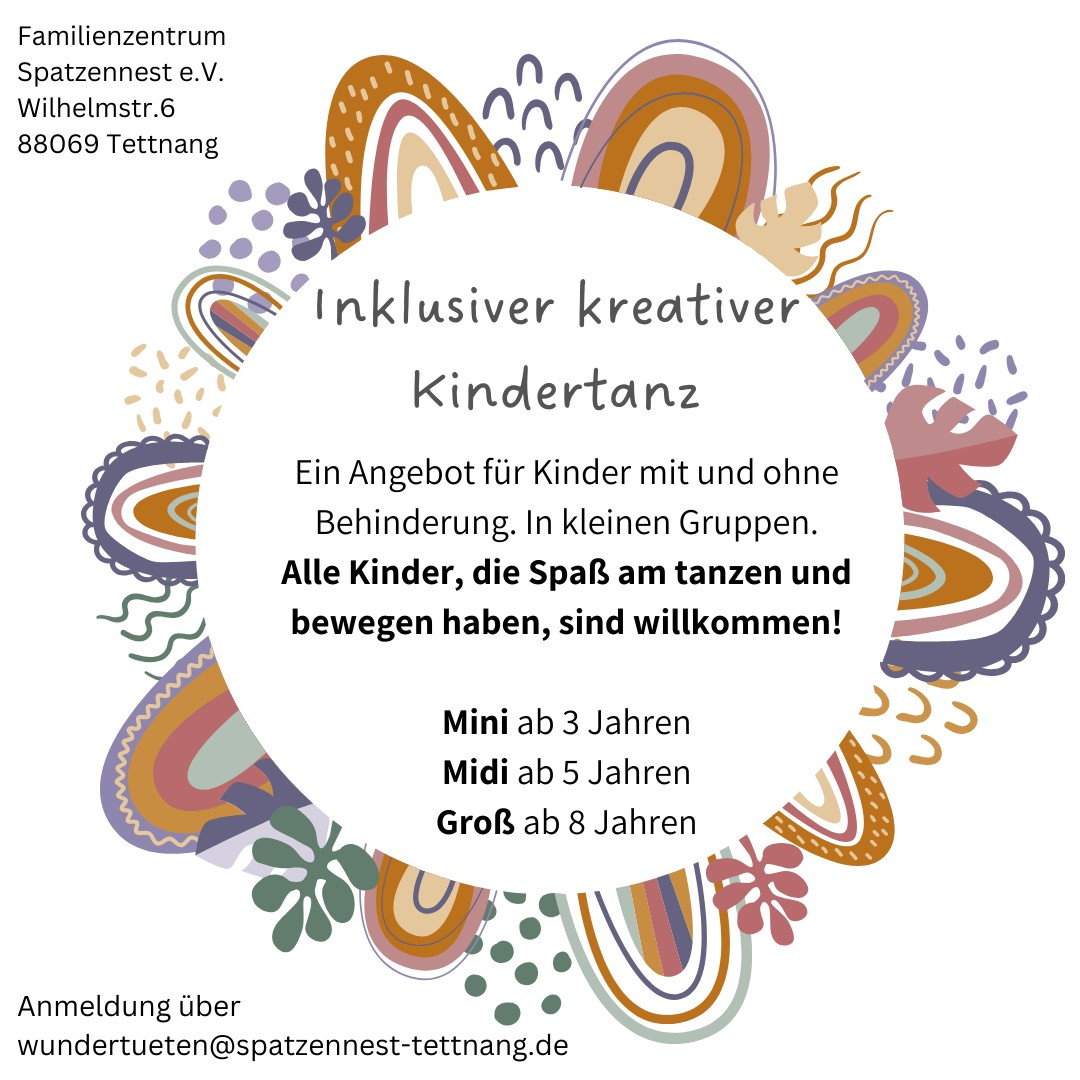 Familienzentrum
Spatzennest e.V.
Wilhelmstr.6
88069 Tettnang
Inklusiver kreativer
Kindertanz
Ein Angebot für Kinder mit und ohne
Behinderung. In kleinen Gruppen.
Alle Kinder, die Spaß am tanzen und
bewegen haben, sind willkommen!
Mini ab 3 Jahren
Midi ab 5 Jahren
Groß ab 8 Jahren
Anmeldung über
wundertueten@spatzennest-tettnang.de